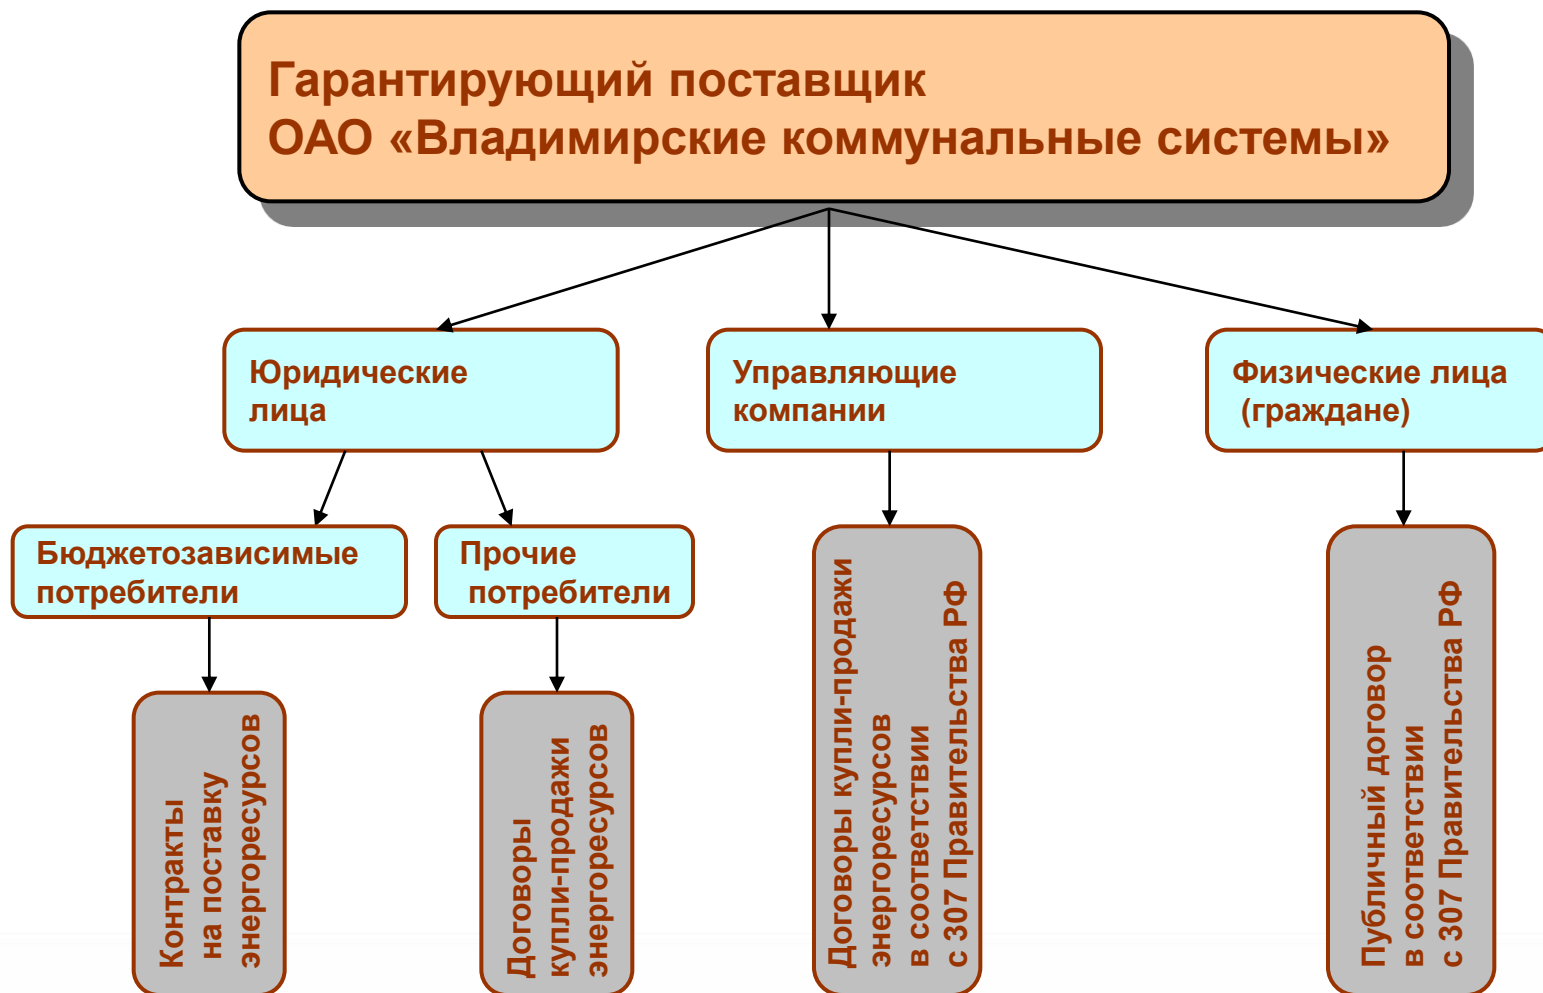 Гарантирующий поставщик
ОАО «Владимирские коммунальные системы»
Юридические
лица
Управляющие
компании
Физические лица
(граждане)
Бюджетозависимые
потребители
Прочие
потребители
Контракты
на поставку
энергоресурсов
Договоры
купли-продажи
энергоресурсов
Договоры купли-продажи
энергоресурсов
в соответствии
с 307 Правительства РФ
Публичный договор
в соответствии
с 307 Правительства РФ